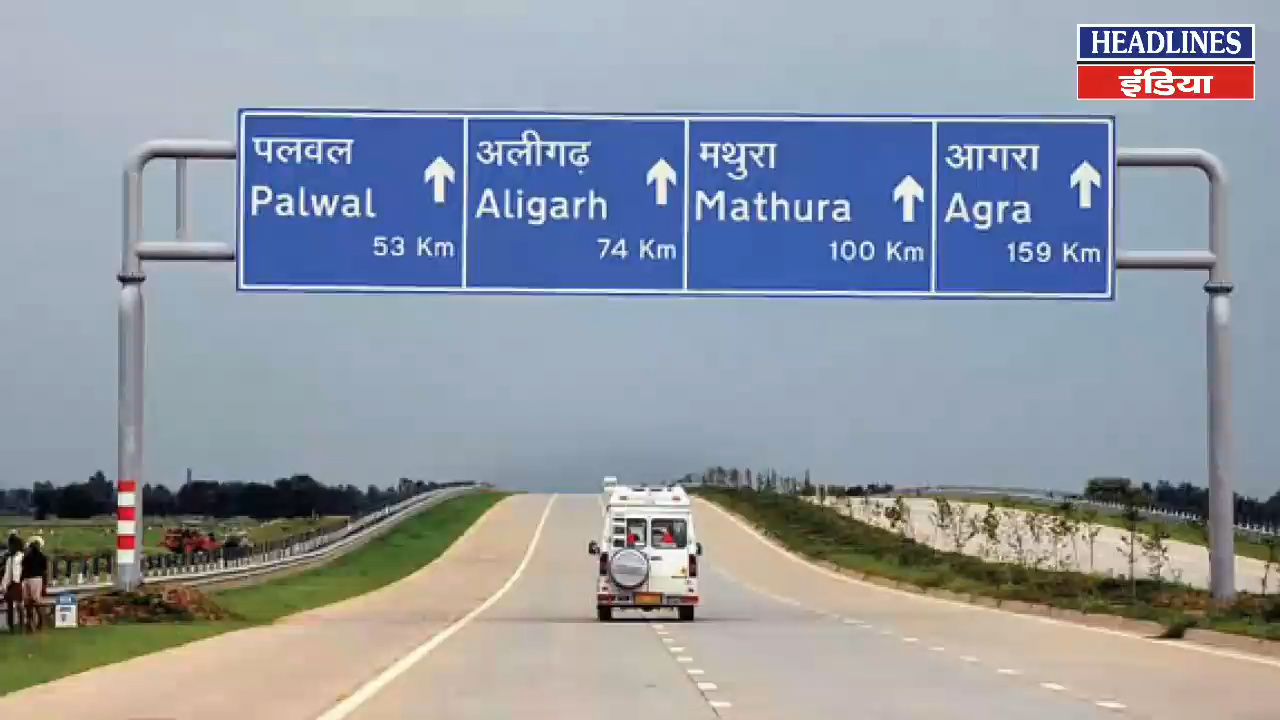 HEADLINES
इंडिया
पलवल
Palwal
53 Km
अलीगढ़
Aligarh
74 Km
मथुरा
Mathura
100 Km
आगरा
Agra
159 Km